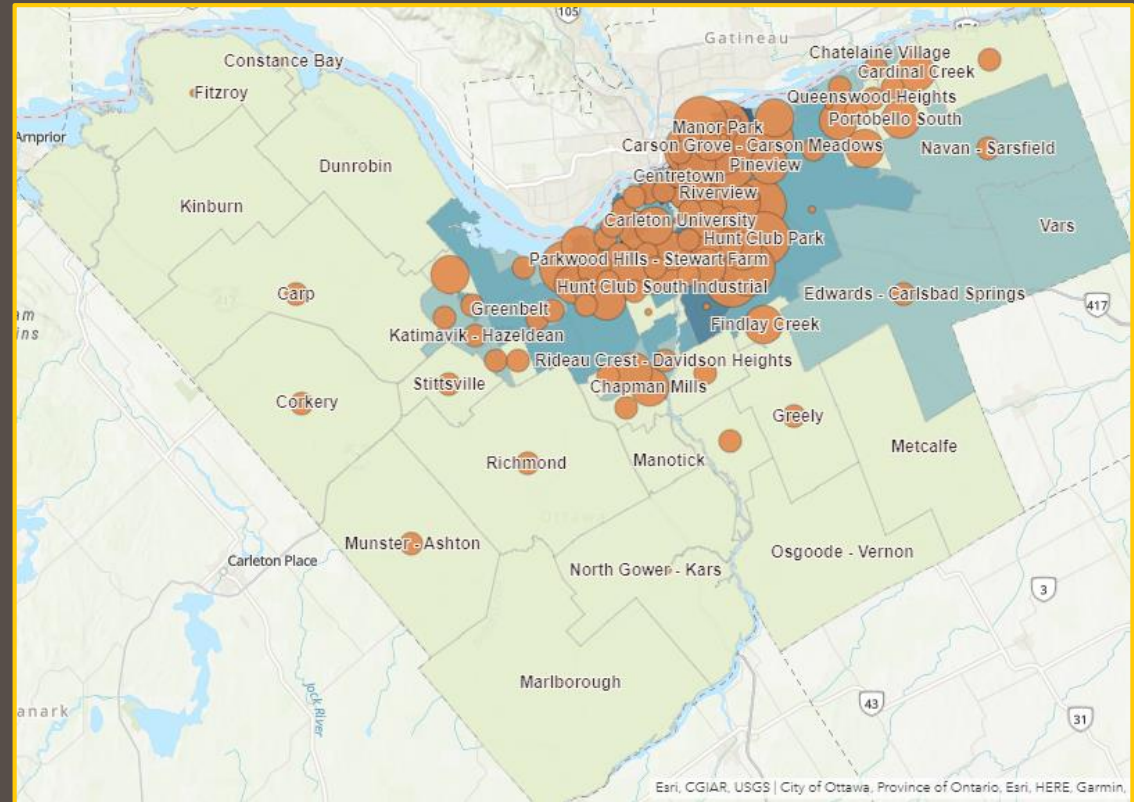 105
Gatineau
174
Chatelaine Village
Constance Bay
Cardinal Creek
Fitzroy
Queenswood Heights
Portobello South
Manor Park
Arnprior
Carson Grove - Carson Meadows
Navan - Sarsfield
Dunrobin
Pineview
Centretown
Riverview
Kinburn
Carleton University
Vars
Hunt Club Park
Parkwood Hills - Stewart Farm
Carp
Hunt Club South Industrial
Edwards - Carlsbad Springs
417
Greenbelt
Findlay Creek
Katimavik - Hazeldean
Rideau Crest - Davidson Heights
Stittsville
Chapman Mills
Corkery
Greely
Metcalfe
Richmond
Manotick
Ottawa
Munster - Ashton
Osgoode - Vernon
Carleton Place
North Gower - Kars
3
Marlborough
Jock River
43
anark
31
Esri, CGIAR, USGS | City of Ottawa, Province of Ontario, Esri, HERE, Garmin,